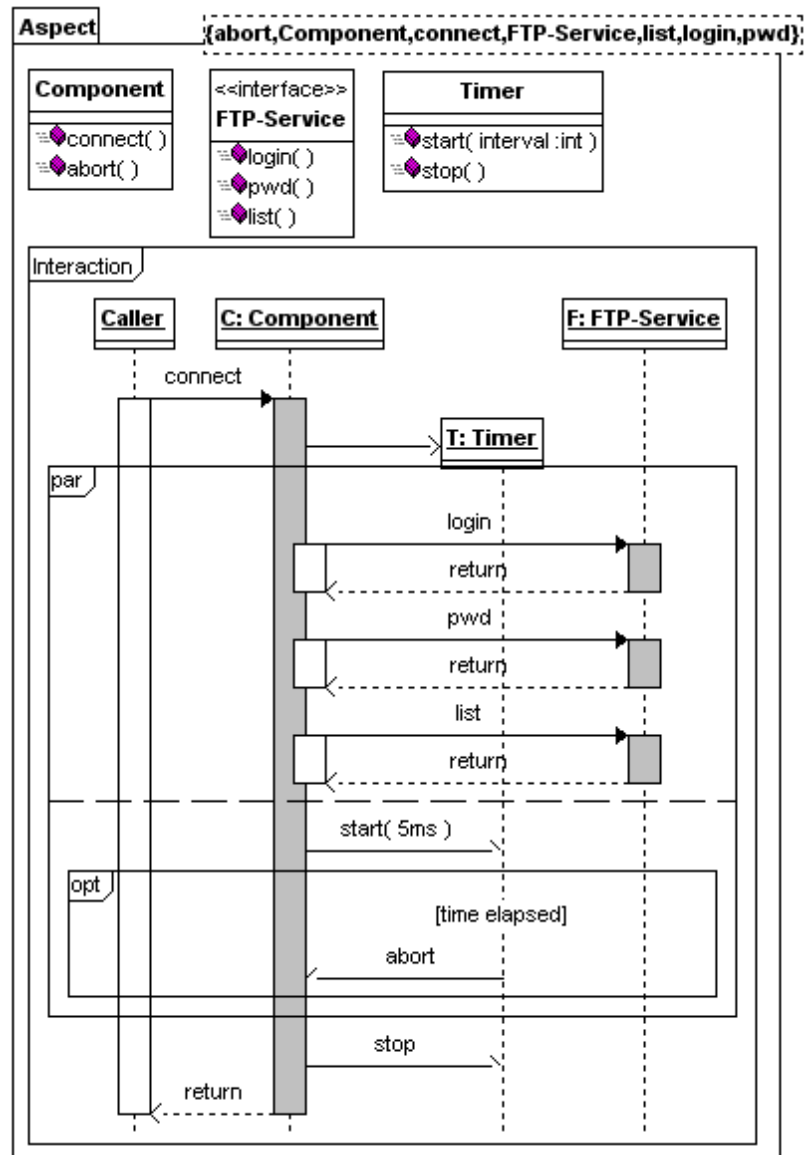 Aspect
{abort,Component,connect,FTP-Service,list,login,pwd}
Component
connect( )
abort( )
<<interface>>
FTP-Service
login( )
pwd( )
list( )
Timer
start( interval :int )
stop( )
Interaction
Caller
C: Component
F: FTP-Service
connect
T: Timer
par
login
return
pwd
return
list
return
start( 5ms )
opt
[time elapsed]
abort
stop
return